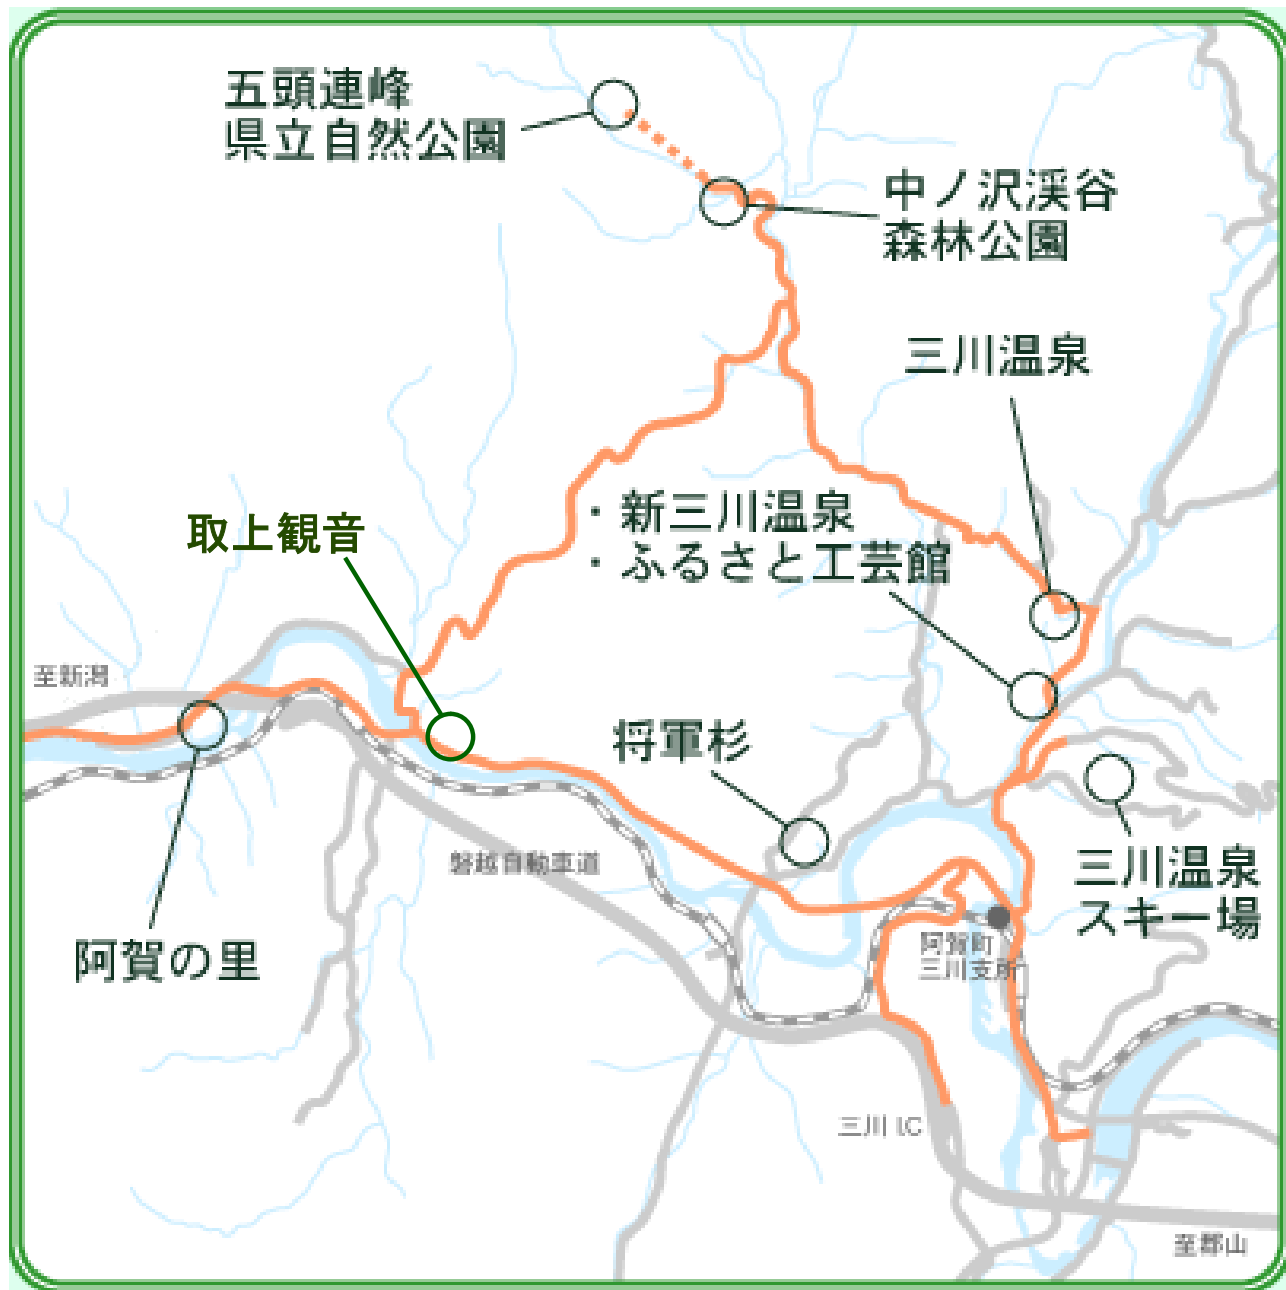 五頭連峰
県立自然公園
中ノ沢渓谷
森林公園
三川温泉
・新三川温泉
・ふるさと工芸館
取上観音
至新潟
将軍杉
磐越自動車道
三川温泉
スキー場
阿賀の里
阿賀町
三川支所
三川I.C
至郡山